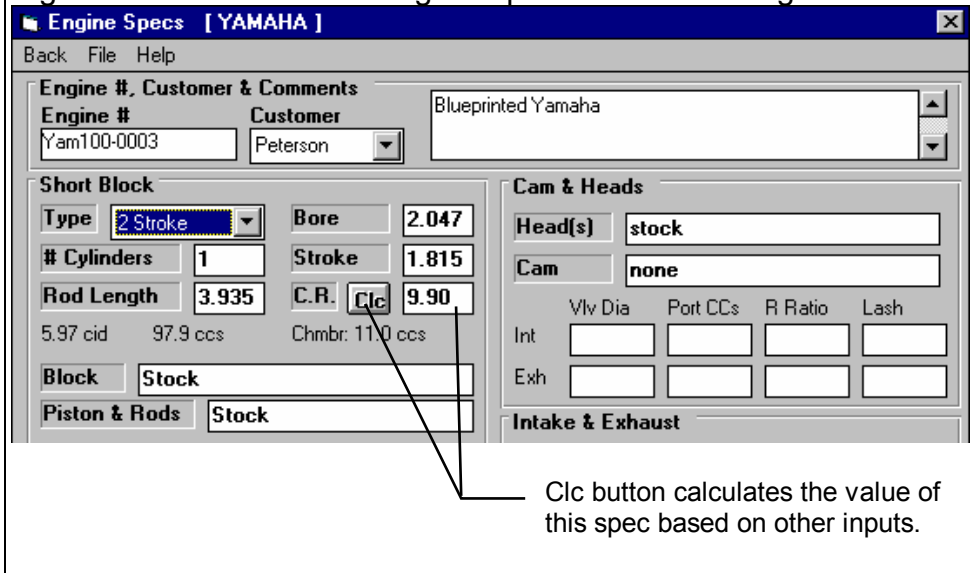 Engine Specs [ YAMAHA ]
Back File Help
Engine #, Customer & Comments
Engine # Customer
Yam100-0003 Peterson
Blueprinted Yamaha
Short Block
Type 2 Stroke Bore 2.047
# Cylinders 1 Stroke 1.815
Rod Length 3.935 C.R. Clc 9.90
5.97 cid 97.9 ccs Chmbr: 11.0 ccs
Block Stock
Piston & Rods Stock
Cam & Heads
Head(s) stock
Cam none
Vlv Dia Port CCs R Ratio Lash
Int
Exh
Intake & Exhaust
Clc button calculates the value of
this spec based on other inputs.